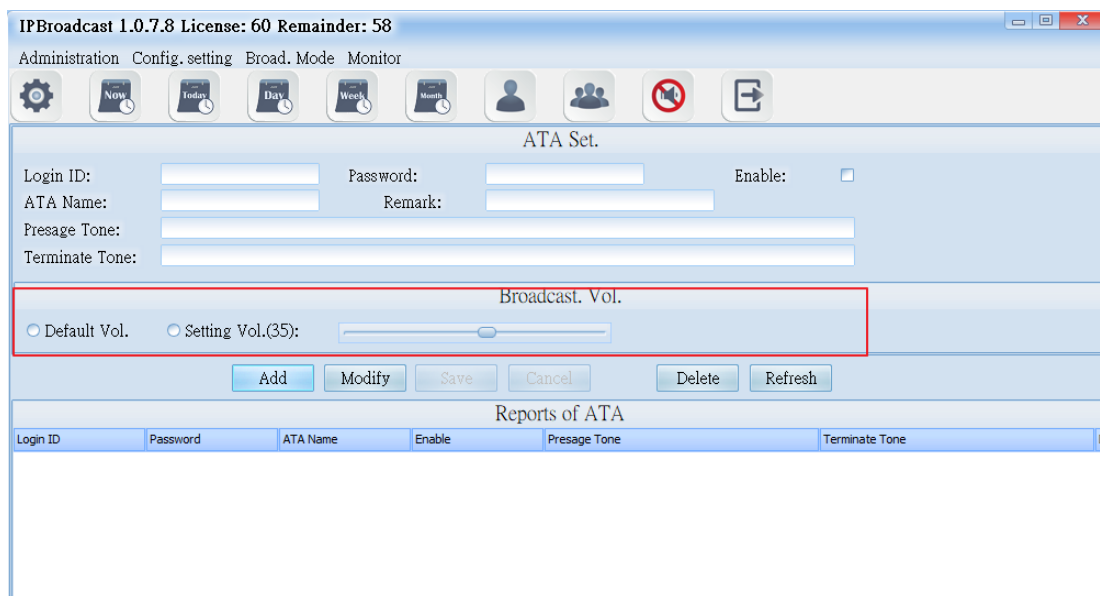 IPBroadcast 1.0.7.8 License: 60 Remainder: 58
Administration Config. setting Broad. Mode Monitor
Now Today Day Week Month
ATA Set.
Login ID: Password: Enable:
ATA Name: Remark:
Presage Tone:
Terminate Tone:
Broadcast. Vol.
Default Vol. Setting Vol.(35):
Add Modify Save Cancel Delete Refresh
Reports of ATA
Login ID Password ATA Name Enable Presage Tone Terminate Tone